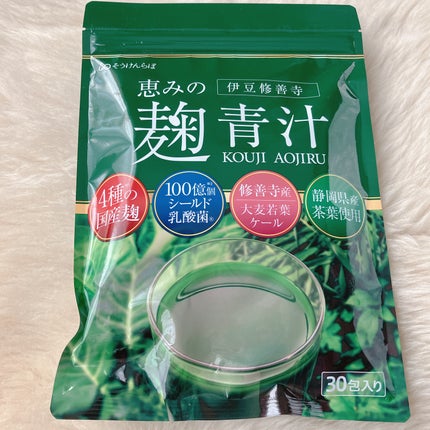 そうけんらぼ
恵みの
伊豆修善寺
麹青汁
KOUJI AOJIRU
4種の
国産麹
100億個
シールド
乳酸菌®
修善寺産
大麦若葉
ケール
静岡県産
茶葉使用
30包入り